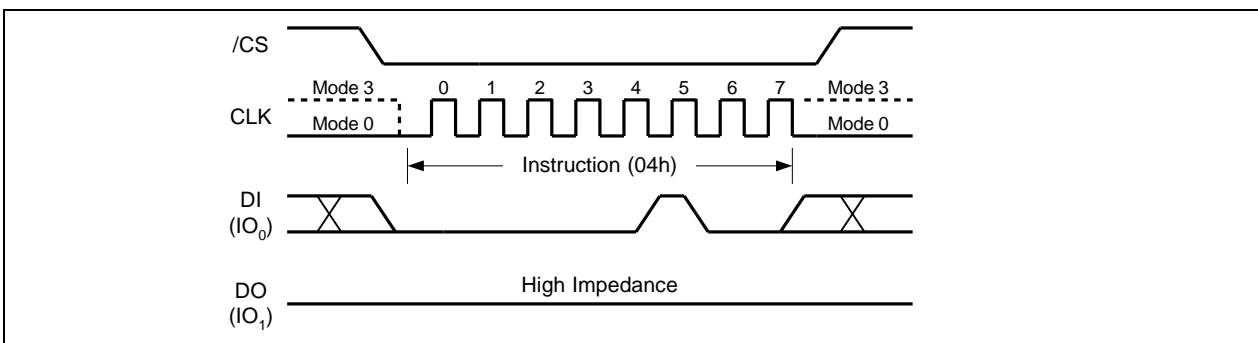 /CS
Mode 3 0 1 2 3 4 5 6 7 Mode 3
CLK
Mode 0 Mode 0
Instruction (04h)
DI
(IO₀)
High Impedance
DO
(IO₁)